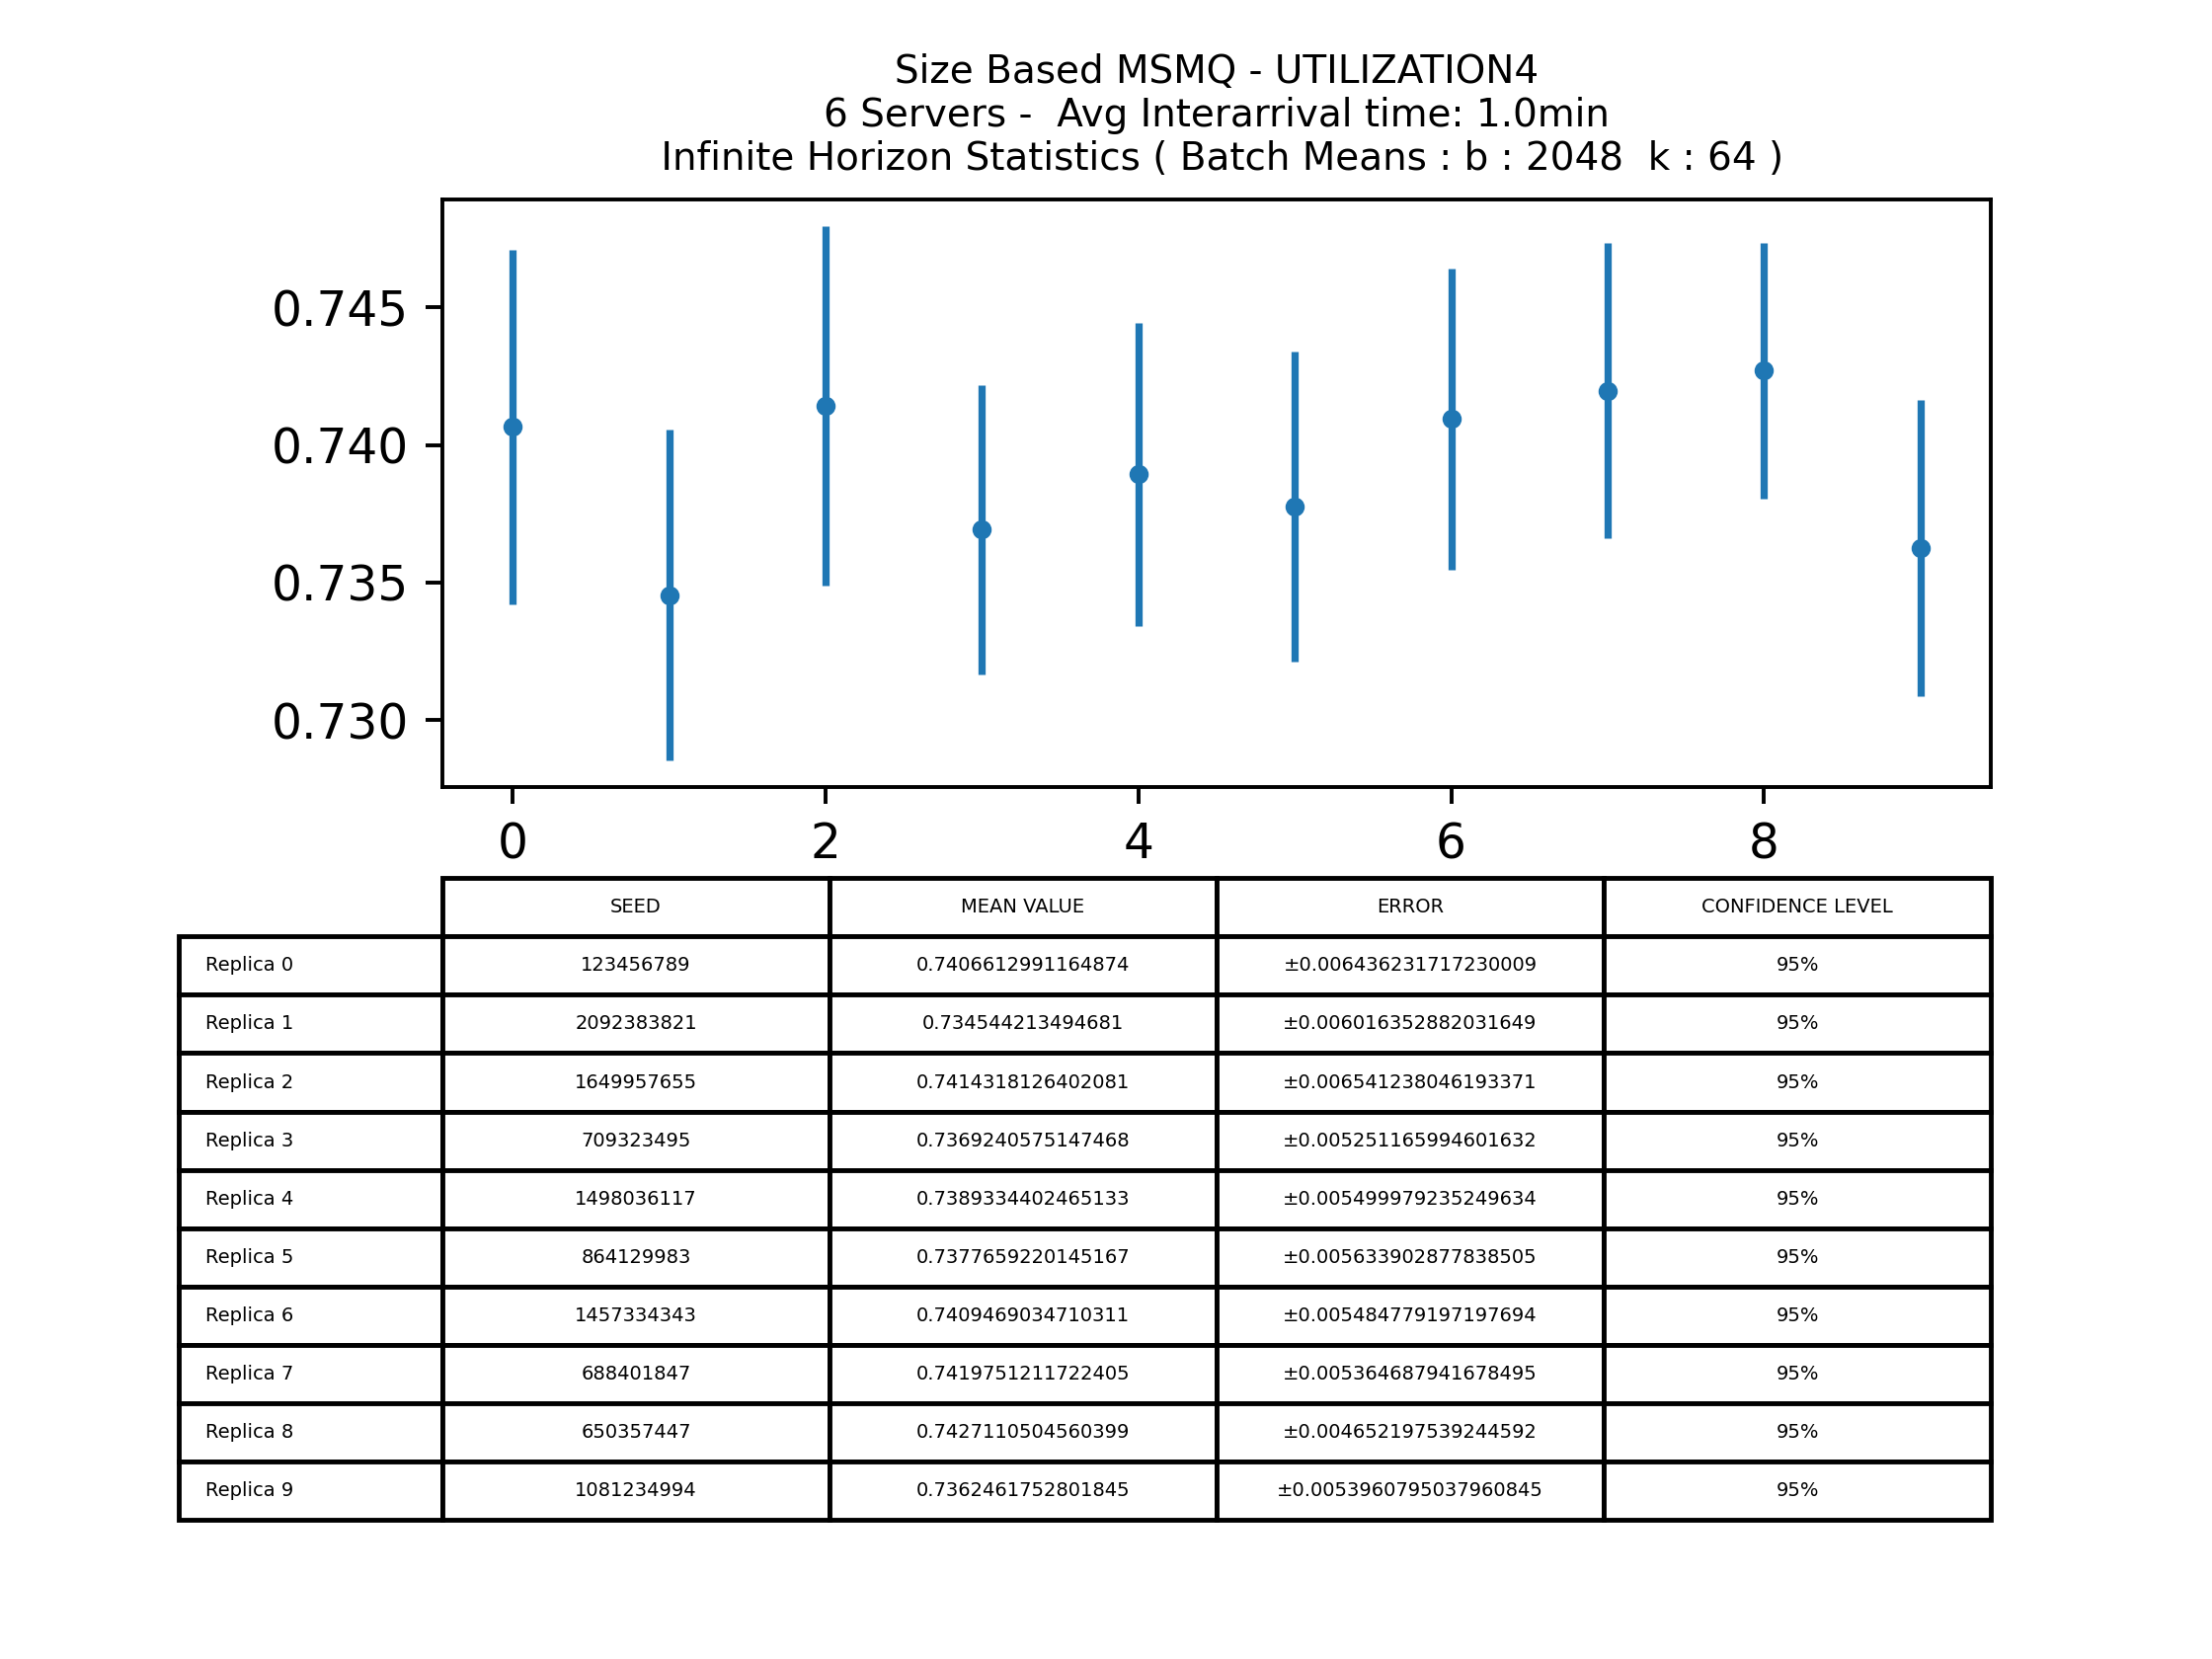 Size Based MSMQ - UTILIZATION4
6 Servers -  Avg Interarrival time: 1.0min
Infinite Horizon Statistics ( Batch Means : b : 2048  k : 64 )
0.745
0.740
0.735
0.730
0 2 4 6 8
SEED MEAN VALUE ERROR CONFIDENCE LEVEL
Replica 0 123456789 0.7406612991164874 ±0.006436231717230009 95%
Replica 1 2092383821 0.734544213494681 ±0.006016352882031649 95%
Replica 2 1649957655 0.7414318126402081 ±0.006541238046193371 95%
Replica 3 709323495 0.7369240575147468 ±0.005251165994601632 95%
Replica 4 1498036117 0.7389334402465133 ±0.005499979235249634 95%
Replica 5 864129983 0.7377659220145167 ±0.005633902877838505 95%
Replica 6 1457334343 0.7409469034710311 ±0.005484779197197694 95%
Replica 7 688401847 0.7419751211722405 ±0.005364687941678495 95%
Replica 8 650357447 0.7427110504560399 ±0.004652197539244592 95%
Replica 9 1081234994 0.7362461752801845 ±0.0053960795037960845 95%